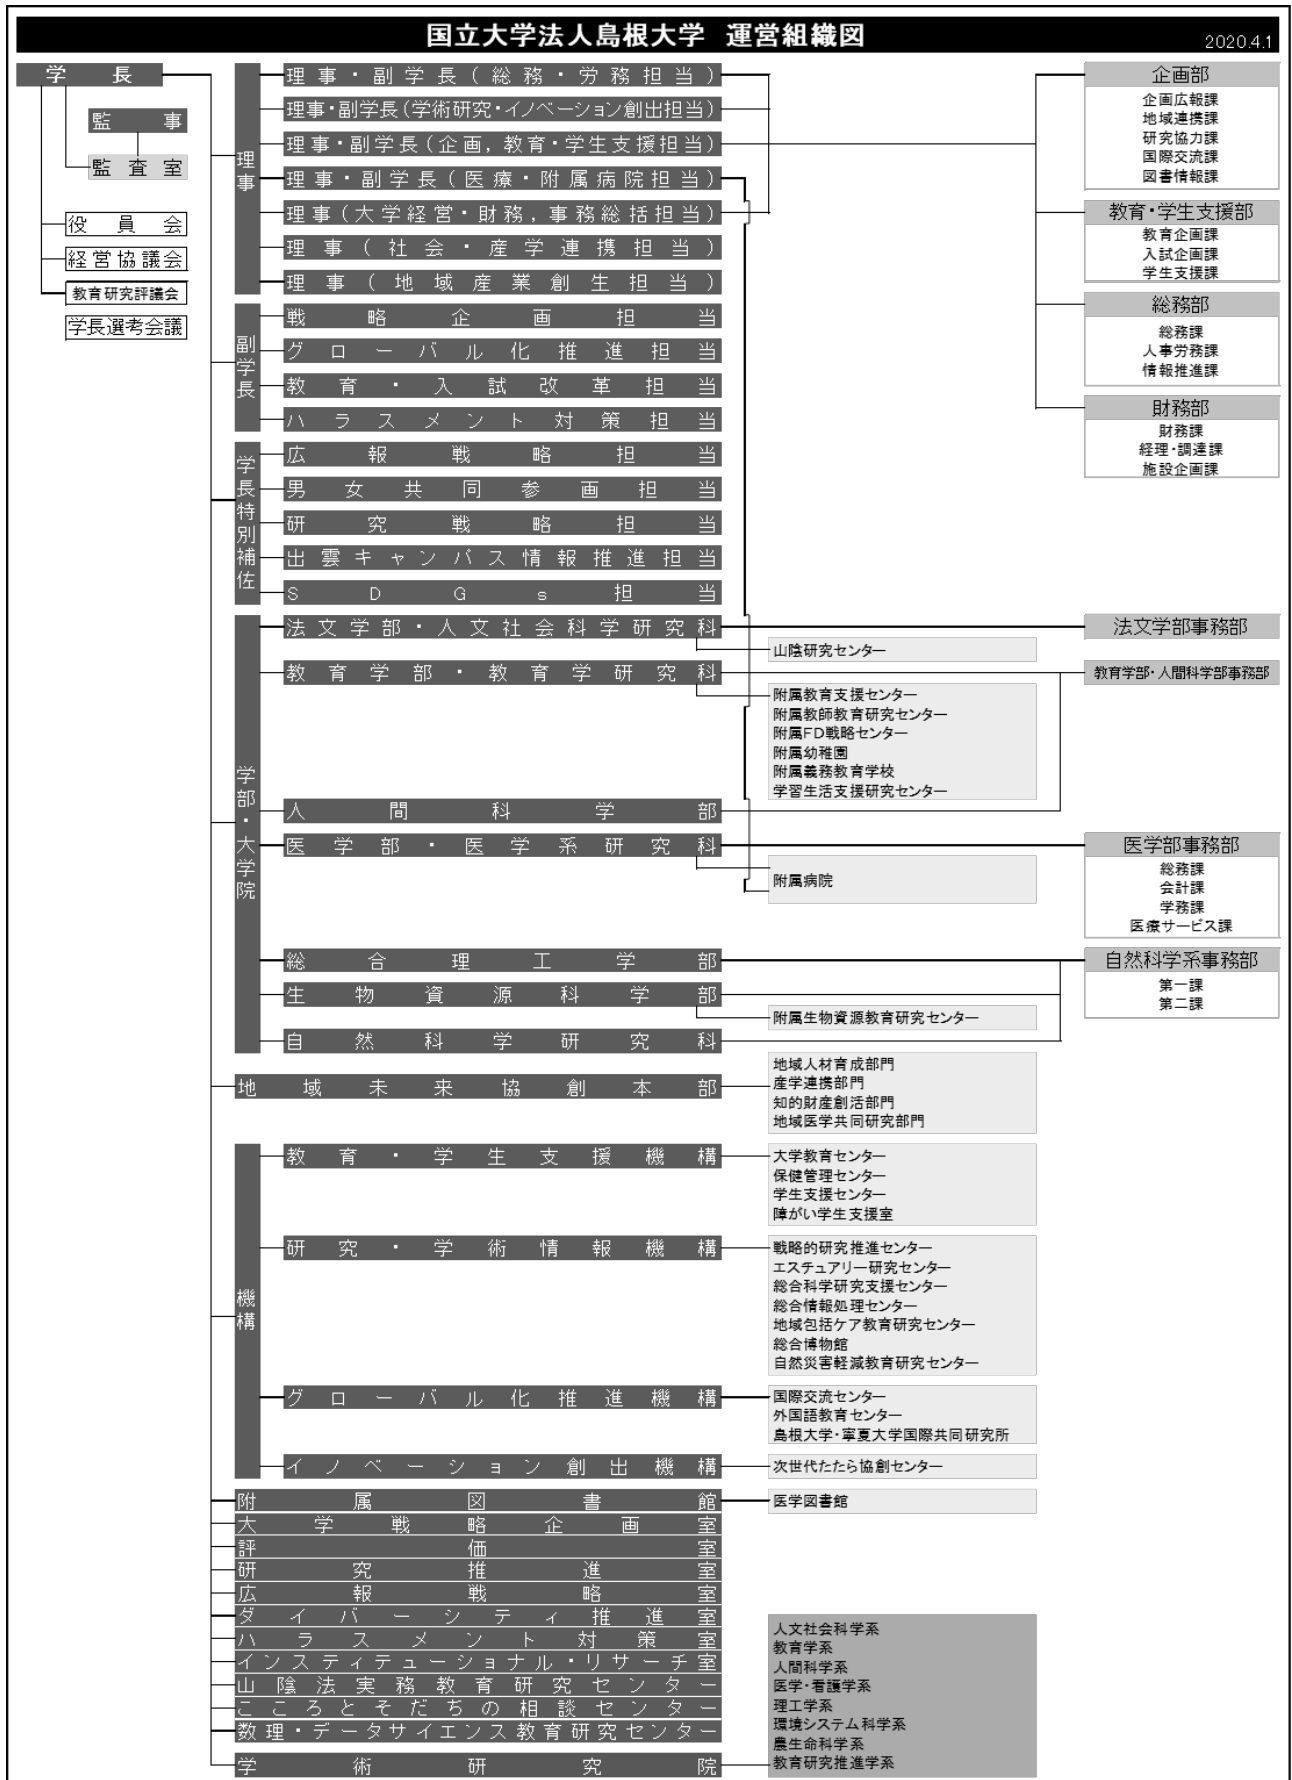 国立大学法人島根大学 運営組織図
2020.4.1
学長
監事
監査室
役員会
経営協議会
教育研究評議会
学長選考会議
理事
理事・副学長(総務・労務担当)
理事・副学長(学術研究・イノベーション創出担当)
理事・副学長(企画,教育・学生支援担当)
理事・副学長(医療・附属病院担当)
理事(大学経営・財務,事務総括担当)
理事(社会・産学連携担当)
理事(地域産業創生担当)
副学長
戦略企画担当
グローバル化推進担当
教育・入試改革担当
ハラスメント対策担当
学長特別補佐
広報戦略担当
男女共同参画担当
研究戦略担当
出雲キャンパス情報推進担当
SDGs担当
企画部
企画広報課
地域連携課
研究協力課
国際交流課
図書情報課
教育・学生支援部
教育企画課
入試企画課
学生支援課
総務部
総務課
人事労務課
情報推進課
財務部
財務課
経理・調達課
施設企画課
学部・大学院
法文学部・人文社会科学研究科
山陰研究センター
法文学部事務部
教育学部・教育学研究科
教育学部・人間科学部事務部
附属教育支援センター
附属教師教育研究センター
附属FD戦略センター
附属幼稚園
附属義務教育学校
学習生活支援研究センター
人間科学部
医学部・医学系研究科
附属病院
医学部事務部
総務課
会計課
学務課
医療サービス課
総合理工学部
生物資源科学部
附属生物資源教育研究センター
自然科学研究科
自然科学系事務部
第一課
第二課
地域未来協創本部
地域人材育成部門
産学連携部門
知的財産創活部門
地域医学共同研究部門
機構
教育・学生支援機構
大学教育センター
保健管理センター
学生支援センター
障がい学生支援室
研究・学術情報機構
戦略的研究推進センター
エスチュアリー研究センター
総合科学研究支援センター
総合情報処理センター
地域包括ケア教育研究センター
総合博物館
自然災害軽減教育研究センター
グローバル化推進機構
国際交流センター
外国語教育センター
島根大学・寧夏大学国際共同研究所
イノベーション創出機構
次世代たたら協創センター
附属図書館
医学図書館
大学戦略企画室
評価室
研究推進室
広報戦略室
ダイバーシティ推進室
ハラスメント対策室
インスティテューショナル・リサーチ室
山陰法実務教育研究センター
こころとそだちの相談センター
数理・データサイエンス教育研究センター
学術研究院
人文社会科学系
教育学系
人間科学系
医学・看護学系
理工学系
環境システム科学系
農生命科学系
教育研究推進学系